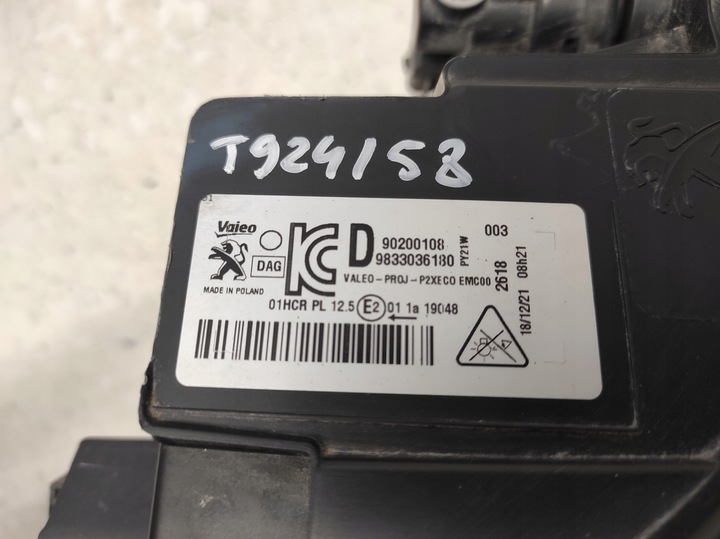 T924158
Valeo
DAG
MADE IN POLAND
KC
D
90200108
9833036180
PY21W
003
VALEO-PROJ-P2XECO EMC00
2618
18/12/21 08h21
01HCR PL 12.5 E2 01 1a 19048